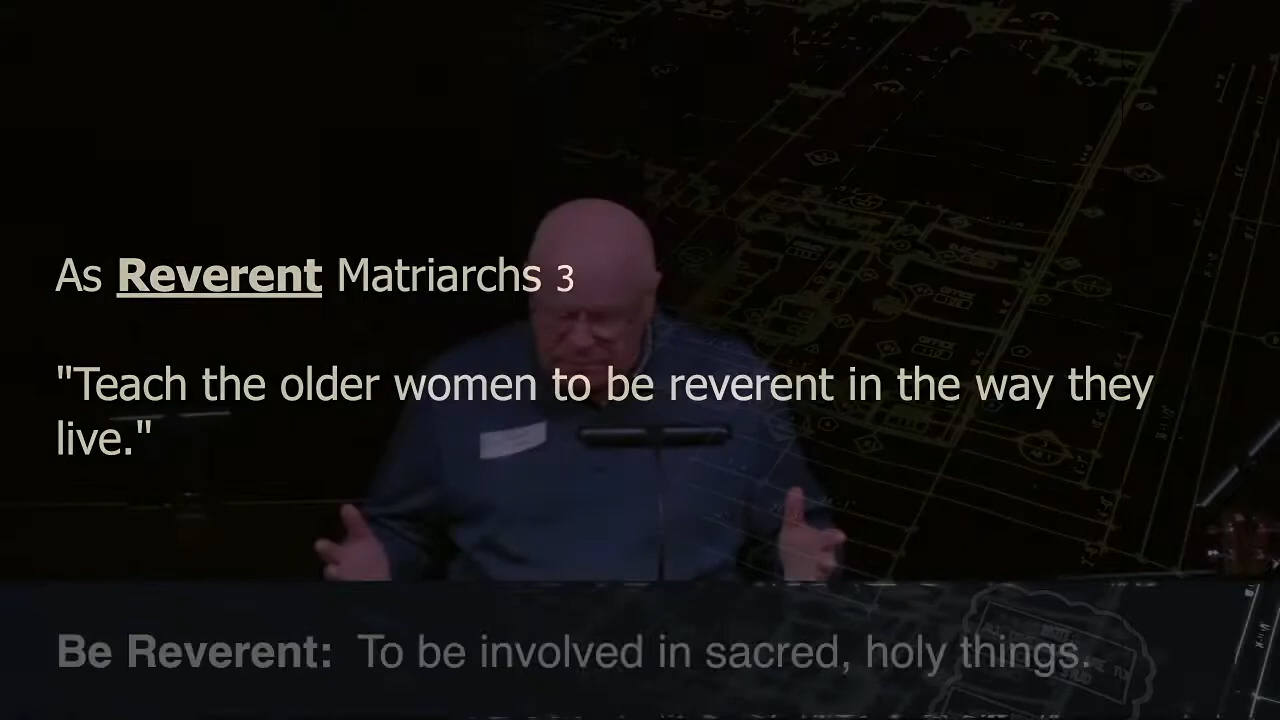 As Reverent Matriarchs 3
"Teach the older women to be reverent in the way they
live."
Be Reverent: To be involved in sacred, holy things.